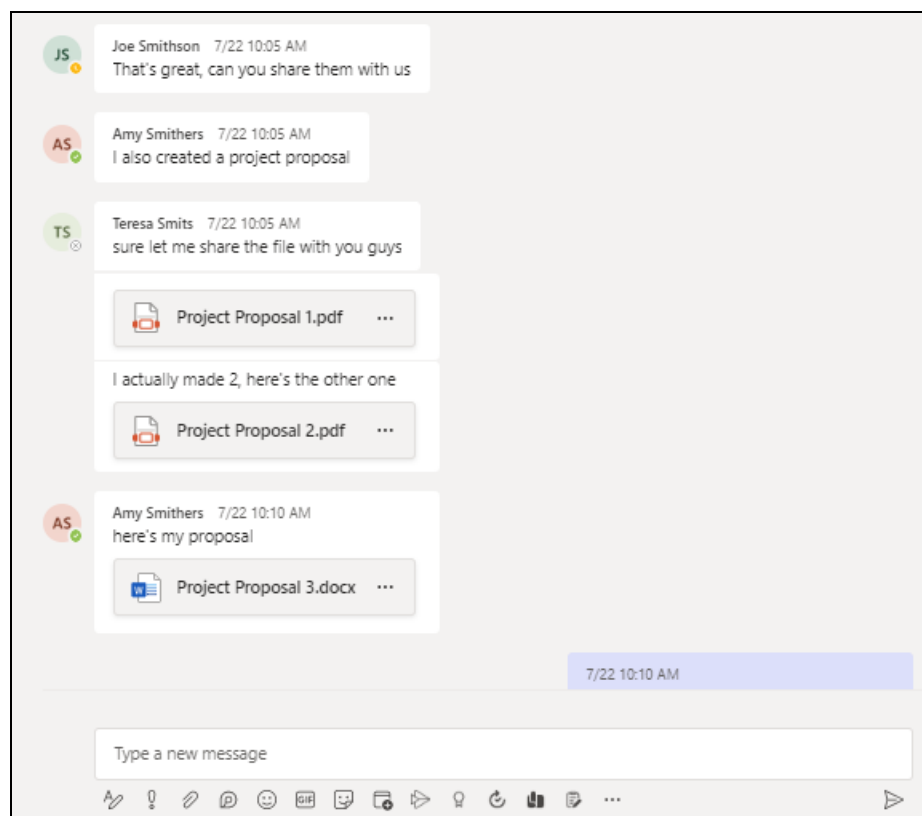 JS
Joe Smithson 7/22 10:05 AM
That's great, can you share them with us
AS
Amy Smithers 7/22 10:05 AM
I also created a project proposal
TS
Teresa Smits 7/22 10:05 AM
sure let me share the file with you guys
Project Proposal 1.pdf ...
I actually made 2, here's the other one
Project Proposal 2.pdf ...
AS
Amy Smithers 7/22 10:10 AM
here's my proposal
W
Project Proposal 3.docx ...
7/22 10:10 AM
Type a new message
GIF